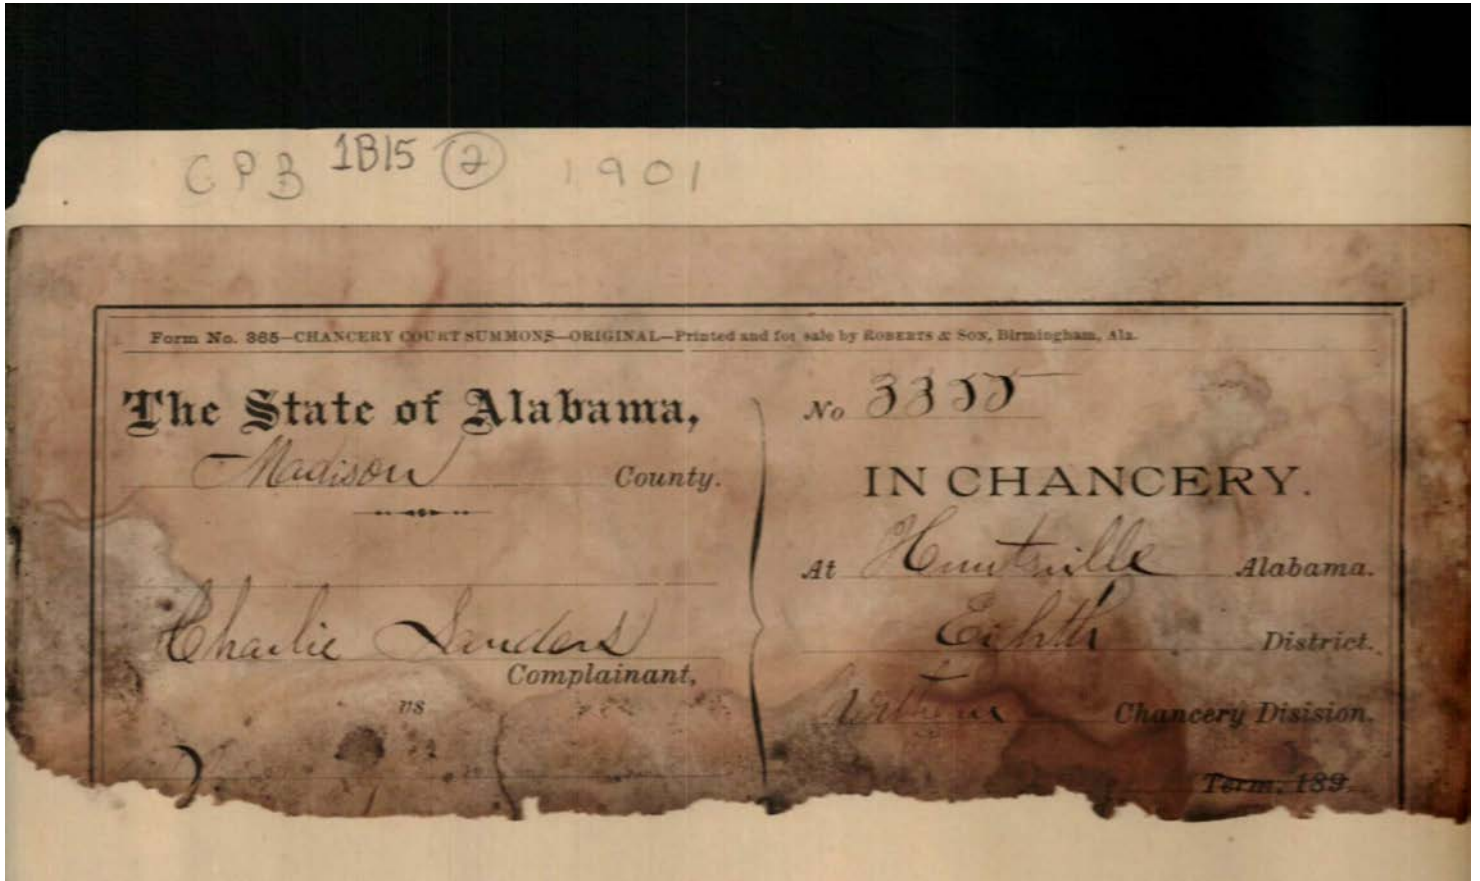 CPB 1B15 2 1901
Form No. 365—CHANCERY COURT SUMMONS—ORIGINAL—Printed and for sale by ROBERTS & SON, Birmingham, Ala.
The State of Alabama,
Madison County.
Charlie Sanders
Complainant,
vs
No 3355
IN CHANCERY.
At Huntsville Alabama.
Eighth District.
Chancery Disision.
Term, 189